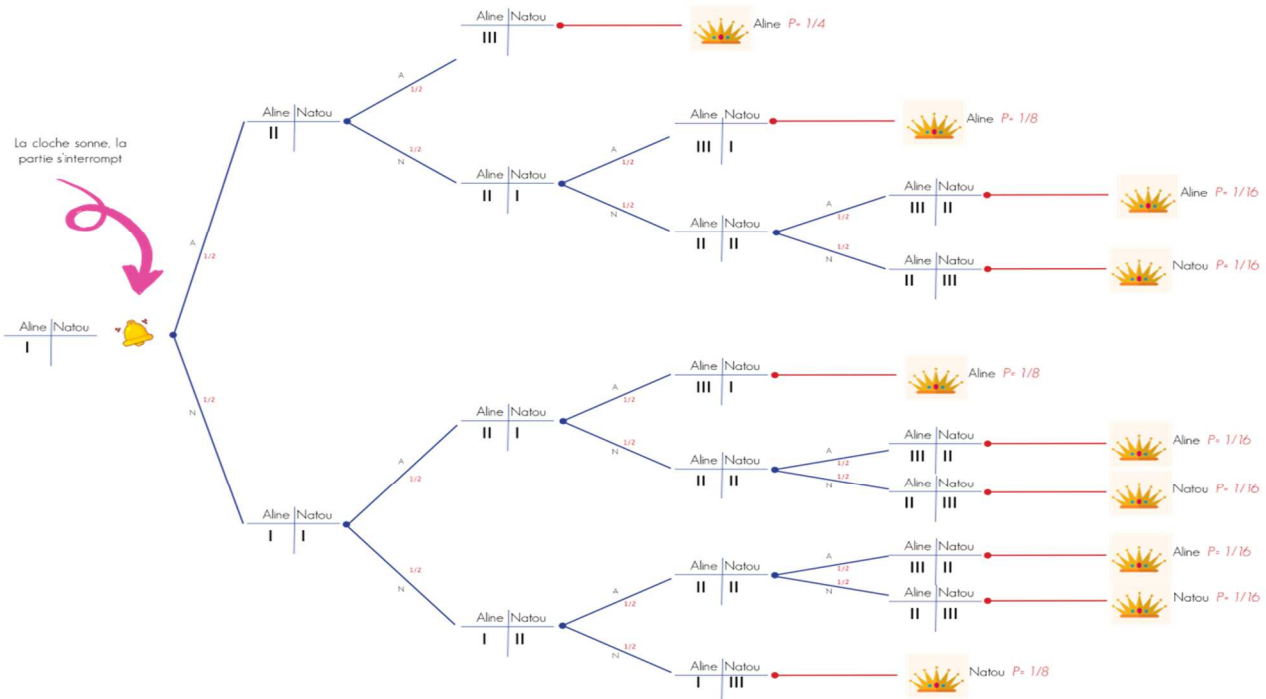 Aline Natou
III
Aline P= 1/4
A
1/2
Aline Natou
II
Aline Natou
III I
Aline P= 1/8
La cloche sonne, la
partie s'interrompt
1/2
N
A
1/2
Aline Natou
II I
Aline Natou
III II
Aline P= 1/16
A
1/2
1/2
N
Aline Natou
II II
A
1/2
1/2
N
Aline Natou
II III
Natou P= 1/16
Aline Natou
I
1/2
N
Aline Natou
III I
Aline P= 1/8
A
1/2
Aline Natou
II I
Aline Natou
III II
Aline P= 1/16
A
1/2
1/2
N
Aline Natou
II II
A
1/2
1/2
N
Aline Natou
II III
Natou P= 1/16
Aline Natou
I I
Aline Natou
III II
Aline P= 1/16
1/2
N
Aline Natou
II II
A
1/2
1/2
N
A
1/2
Aline Natou
II III
Natou P= 1/16
Aline Natou
I II
1/2
N
Aline Natou
I III
Natou P= 1/8